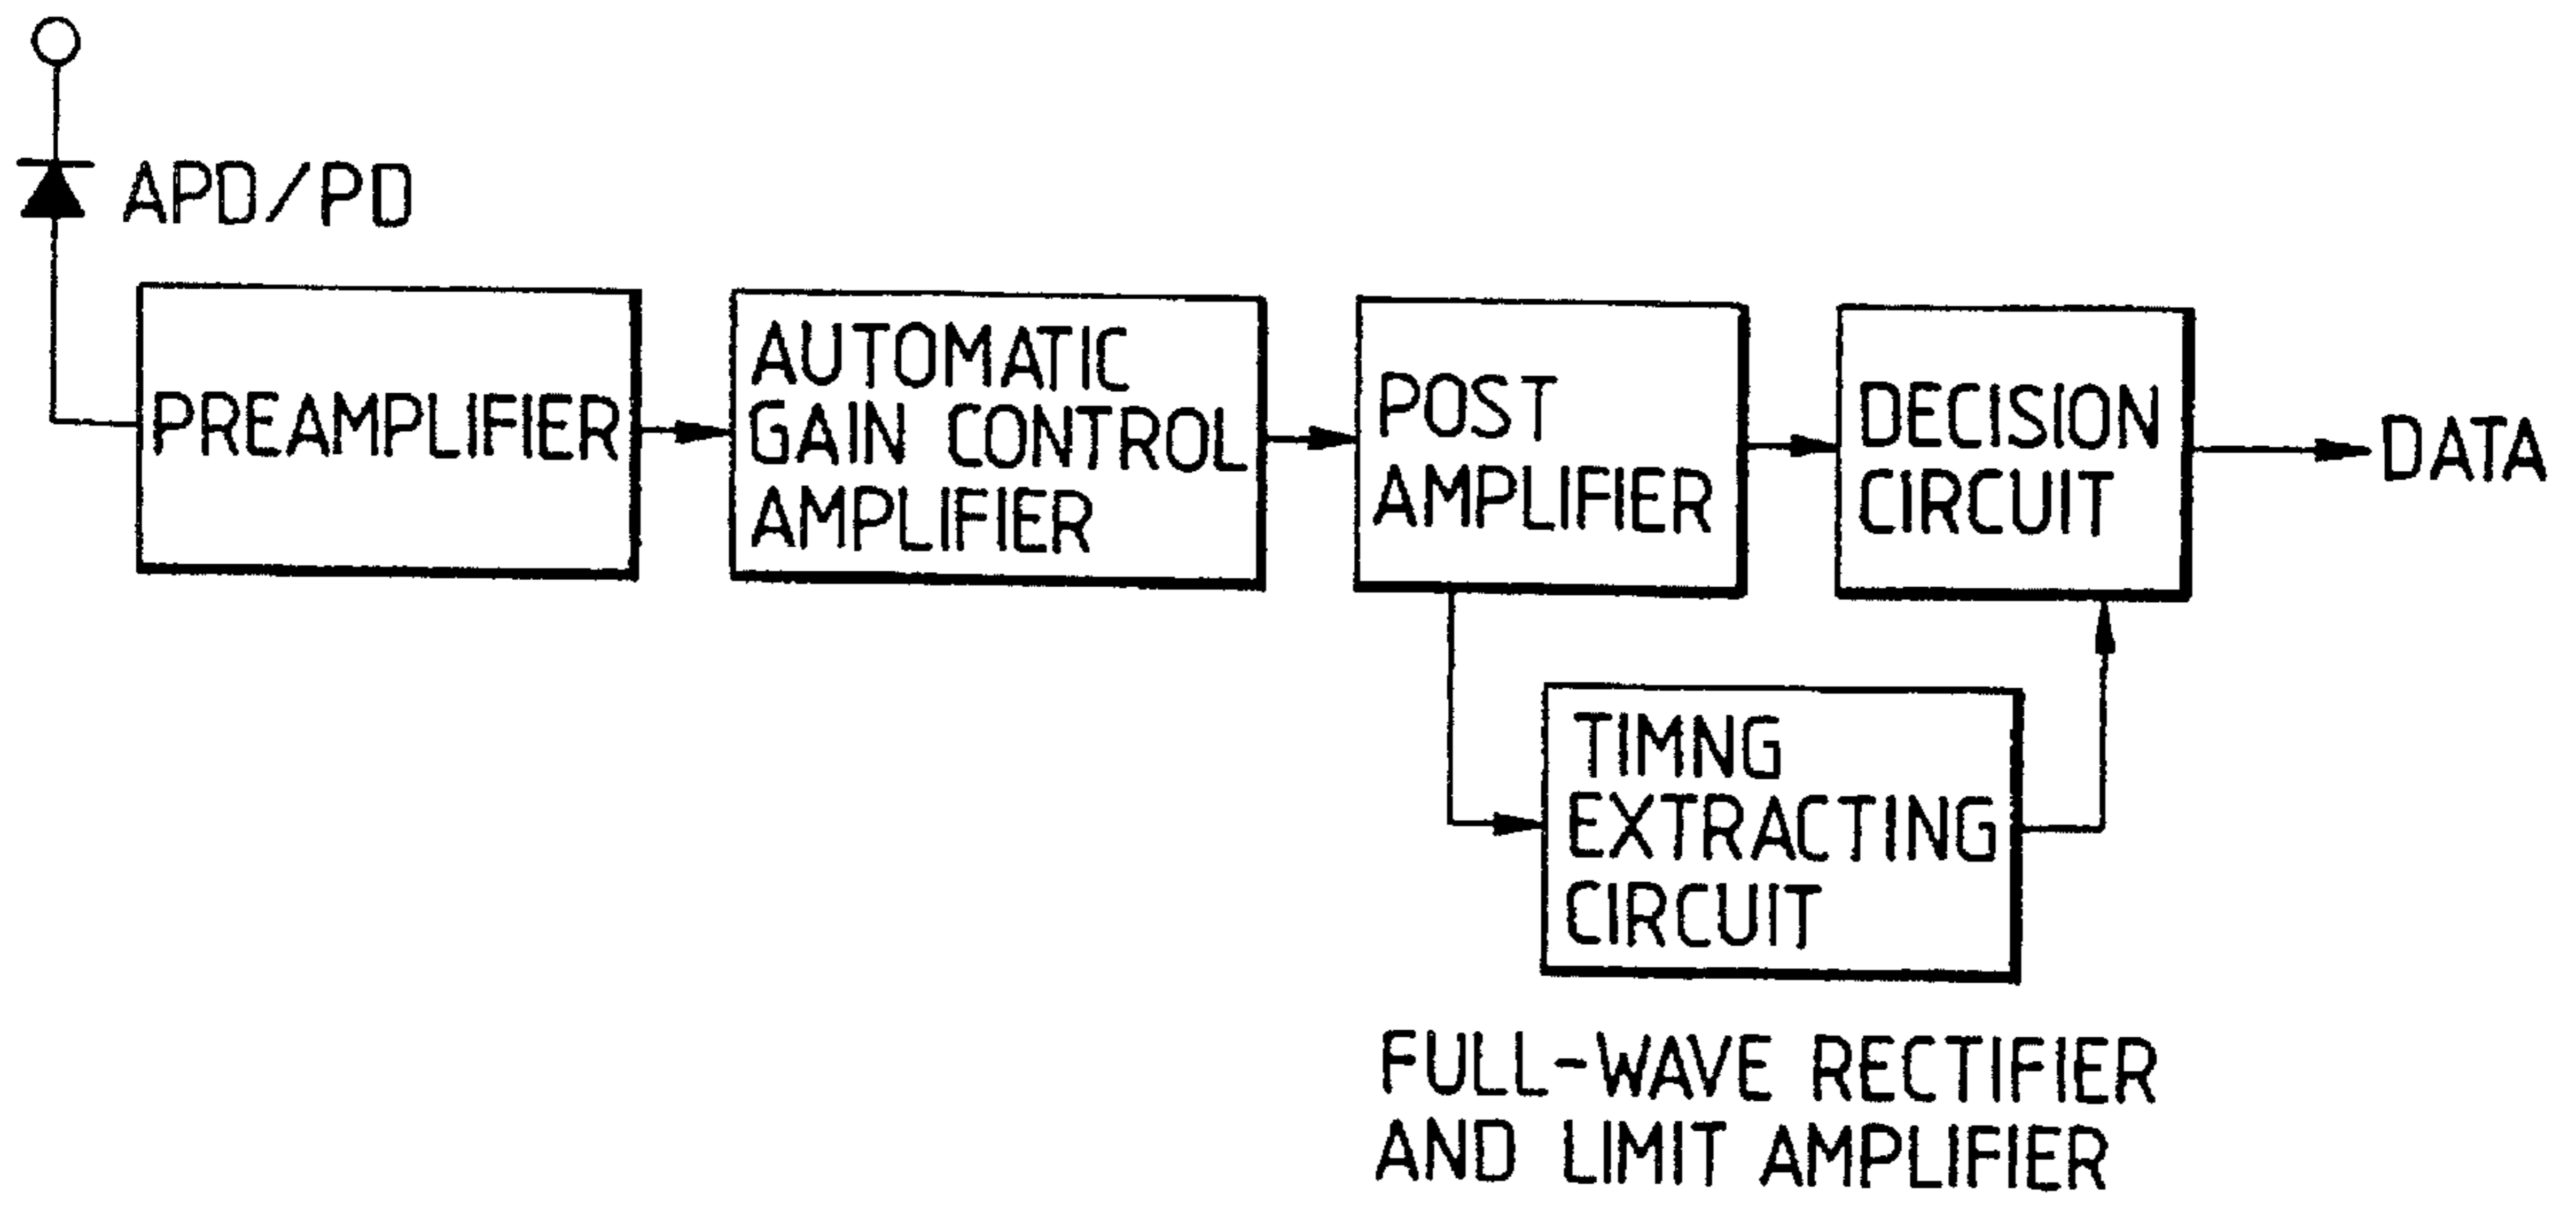 APD/PD
PREAMPLIFIER
AUTOMATIC
GAIN CONTROL
AMPLIFIER
POST
AMPLIFIER
DECISION
CIRCUIT
DATA
TIMNG
EXTRACTING
CIRCUIT
FULL-WAVE RECTIFIER
AND LIMIT AMPLIFIER